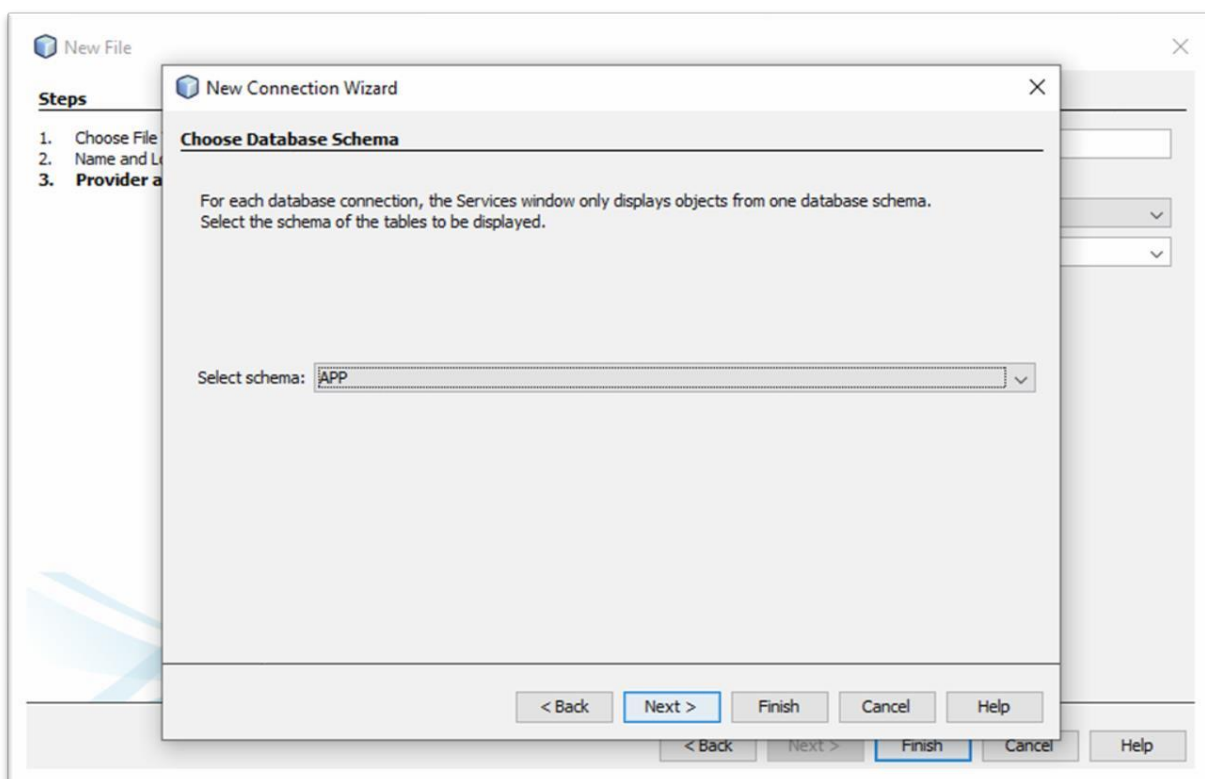 New File
Steps
1. Choose File
2. Name and Lo
3. Provider a
New Connection Wizard
Choose Database Schema
For each database connection, the Services window only displays objects from one database schema.
Select the schema of the tables to be displayed.
Select schema: APP
< Back Next > Finish Cancel Help
< Back Next > Finish Cancel Help